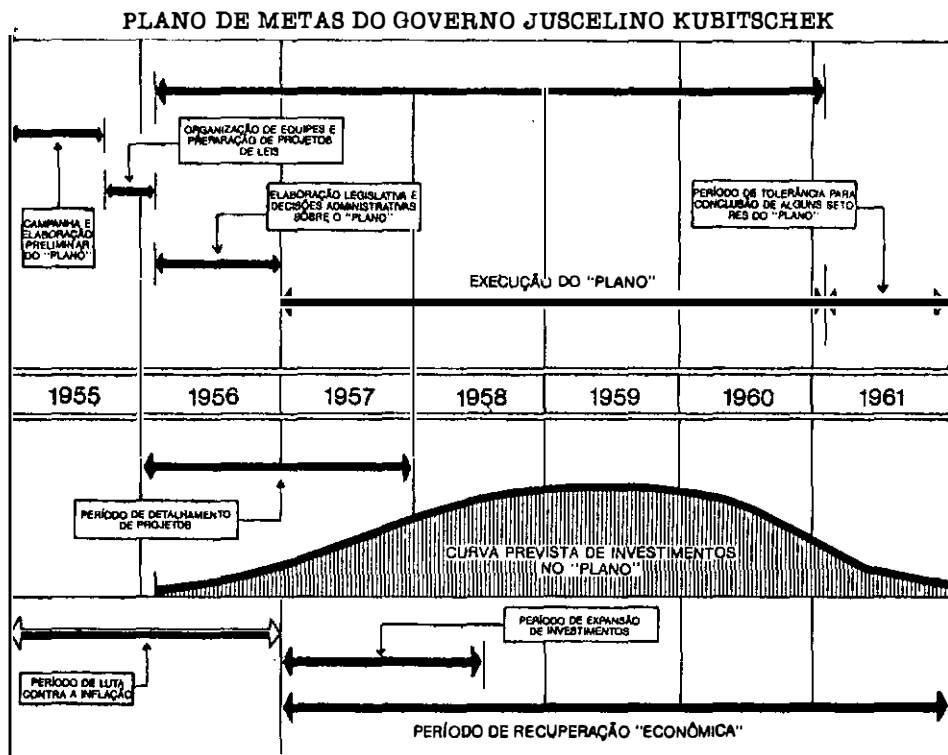 PLANO DE METAS DO GOVERNO JUSCELINO KUBITSCHEK
ORGANIZAÇÃO DE EQUIPES E
PREPARAÇÃO DE PROJETOS
DE LEIS
CAMPANHA E
ELABORAÇÃO
PRELIMINAR
DO "PLANO"
ELABORAÇÃO LEGISLATIVA E
DECISÕES ADMINISTRATIVAS
SÔBRE O "PLANO"
PERÍODO DE TOLERÂNCIA PARA
CONCLUSÃO DE ALGUNS SETO
RES DO "PLANO"
EXECUÇÃO DO "PLANO"
1955 1956 1957 1958 1959 1960 1961
PERÍODO DE DETALHAMENTO
DE PROJETOS
CURVA PREVISTA DE INVESTIMENTOS
NO "PLANO"
PERÍODO DE EXPANSÃO
DE INVESTIMENTOS
PERÍODO DE LUTA
CONTRA A INFLAÇÃO
PERÍODO DE RECUPERAÇÃO "ECONÔMICA"